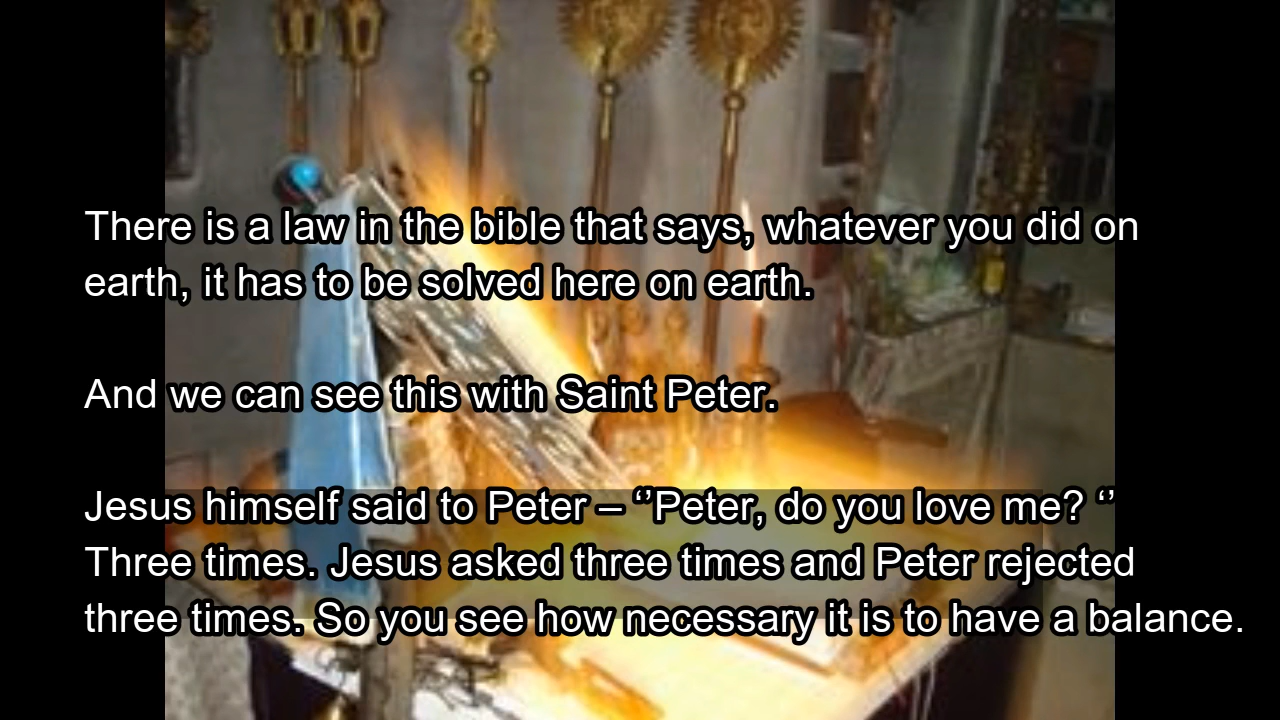 There is a law in the bible that says, whatever you did on
earth, it has to be solved here on earth.
And we can see this with Saint Peter.
Jesus himself said to Peter – ‘’Peter, do you love me? ‘’
Three times. Jesus asked three times and Peter rejected
three times. So you see how necessary it is to have a balance.